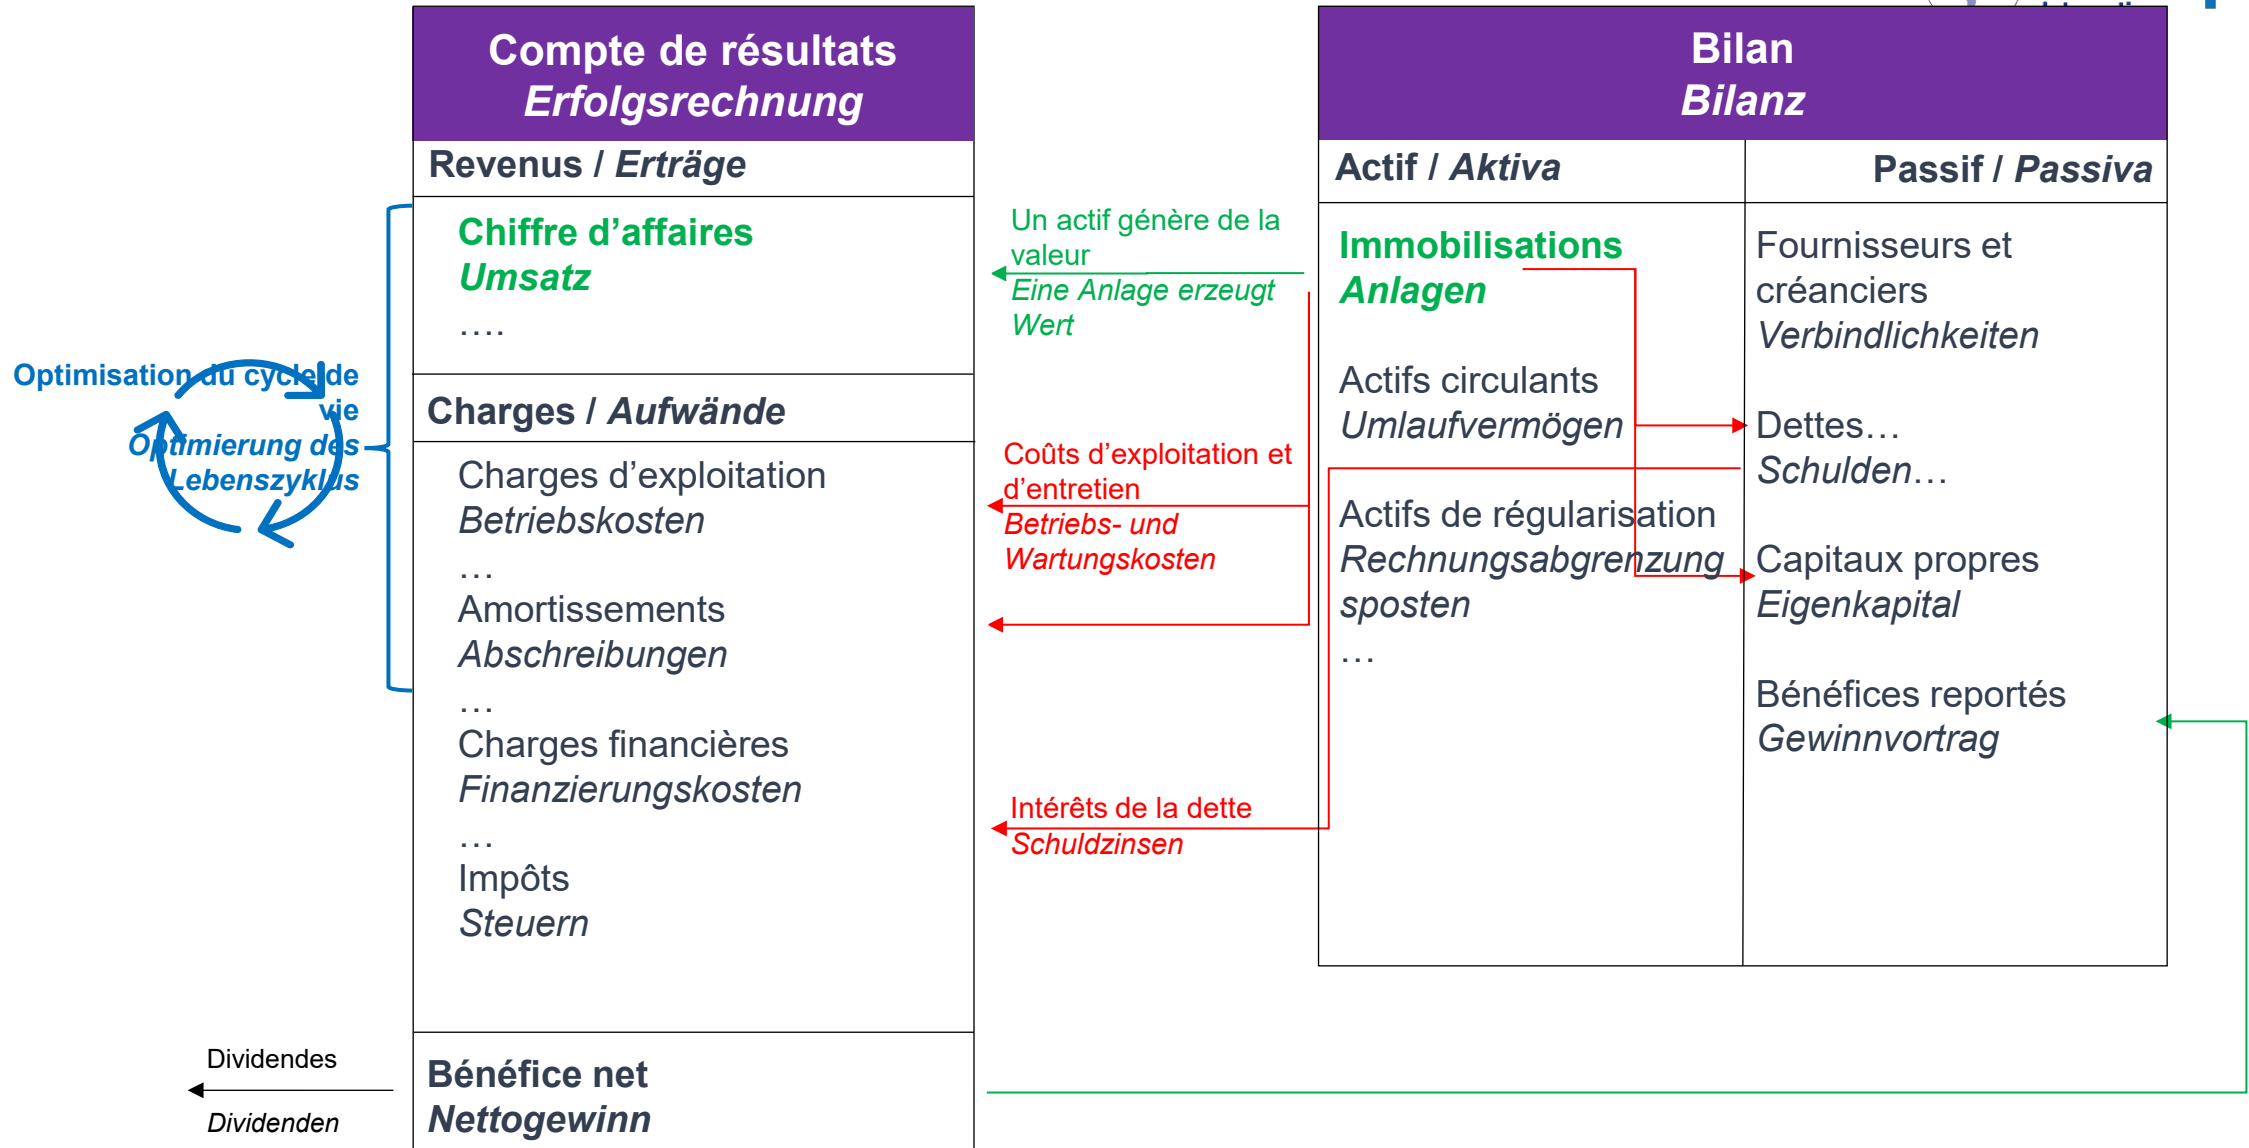 Compte de résultats
Erfolgsrechnung
Revenus / Erträge
Chiffre d’affaires
Umsatz
….
Charges / Aufwände
Charges d’exploitation
Betriebskosten
…
Amortissements
Abschreibungen
…
Charges financières
Finanzierungskosten
…
Impôts
Steuern
Bénéfice net
Nettogewinn
Optimisation du cycle de
vie
Optimierung des
Lebenszyklus
Dividendes
Dividenden
Un actif génère de la
valeur
Eine Anlage erzeugt
Wert
Coûts d’exploitation et
d’entretien
Betriebs- und
Wartungskosten
Intérêts de la dette
Schuldzinsen
Bilan
Bilanz
Actif / Aktiva
Passif / Passiva
Immobilisations
Anlagen
Actifs circulants
Umlaufvermögen
Actifs de régularisation
Rechnungsabgrenzung
sposten
…
Fournisseurs et
créanciers
Verbindlichkeiten
Dettes…
Schulden…
Capitaux propres
Eigenkapital
Bénéfices reportés
Gewinnvortrag